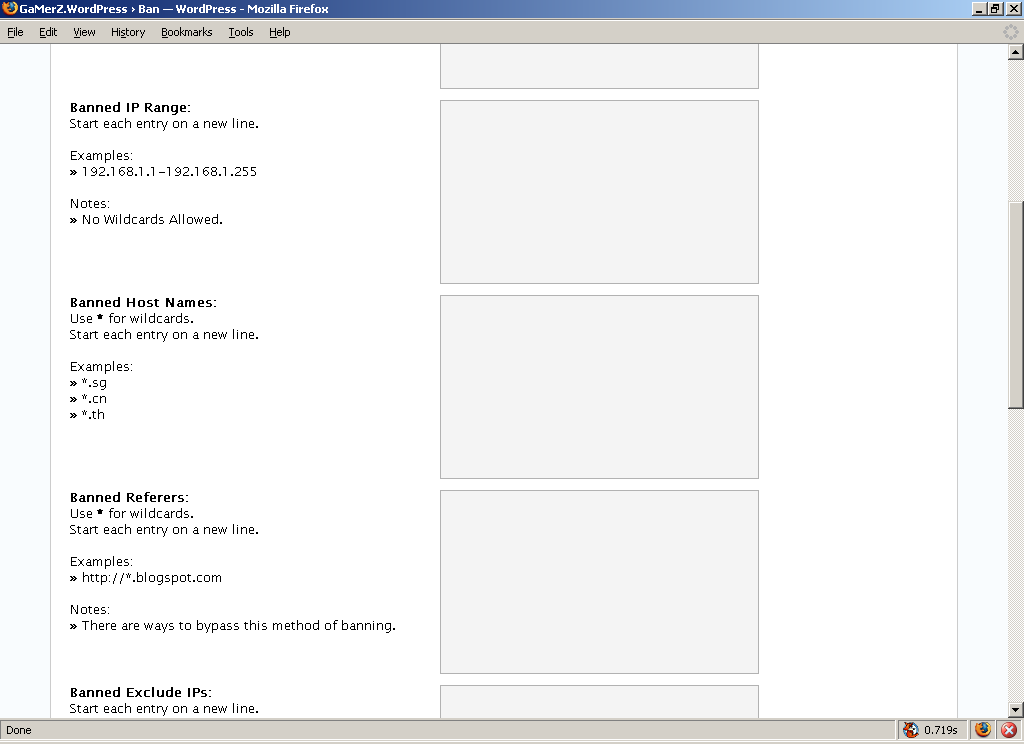 GaMerZ.WordPress › Ban — WordPress - Mozilla Firefox
File Edit View History Bookmarks Tools Help
Banned IP Range:
Start each entry on a new line.
Examples:
» 192.168.1.1-192.168.1.255
Notes:
» No Wildcards Allowed.
Banned Host Names:
Use * for wildcards.
Start each entry on a new line.
Examples:
» *.sg
» *.cn
» *.th
Banned Referers:
Use * for wildcards.
Start each entry on a new line.
Examples:
» http://*.blogspot.com
Notes:
» There are ways to bypass this method of banning.
Banned Exclude IPs:
Start each entry on a new line.
Done 0.719s